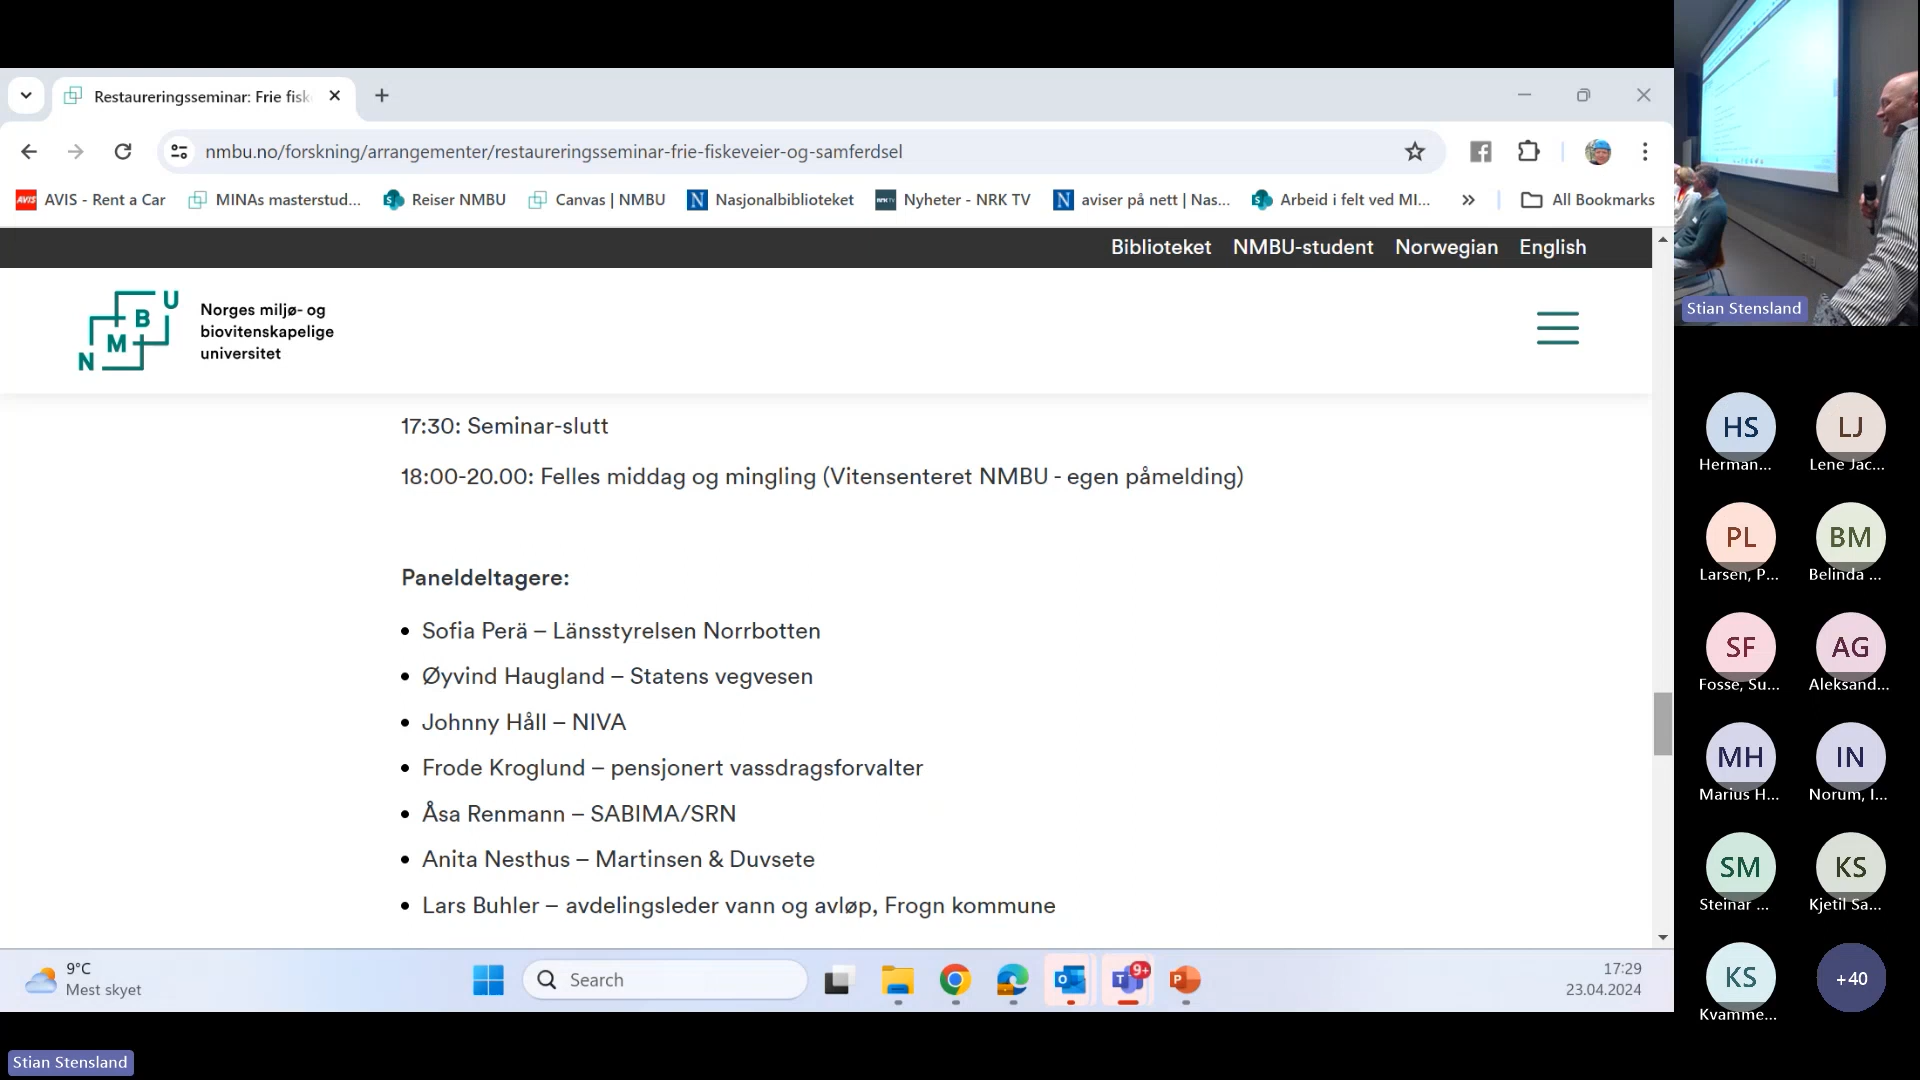 Restaureringsseminar: Frie fisk
nmbu.no/forskning/arrangementer/restaureringsseminar-frie-fiskeveier-og-samferdsel
AVIS AVIS - Rent a Car
MINAs masterstud...
Reiser NMBU
Canvas | NMBU
N Nasjonalbiblioteket
Nyheter - NRK TV
N aviser på nett | Nas...
Arbeid i felt ved MI...
All Bookmarks
Biblioteket NMBU-student Norwegian English
N M B U
Norges miljø- og
biovitenskapelige
universitet
17:30: Seminar-slutt
18:00-20.00: Felles middag og mingling (Vitensenteret NMBU - egen påmelding)
Paneldeltagere:
• Sofia Perä – Länsstyrelsen Norrbotten
• Øyvind Haugland – Statens vegvesen
• Johnny Håll – NIVA
• Frode Kroglund – pensjonert vassdragsforvalter
• Åsa Renmann – SABIMA/SRN
• Anita Nesthus – Martinsen & Duvsete
• Lars Buhler – avdelingsleder vann og avløp, Frogn kommune
9°C
Mest skyet
Search
9+
17:29
23.04.2024
Stian Stensland
Stian Stensland
HS
Herman...
LJ
Lene Jac...
PL
Larsen, P...
BM
Belinda ...
SF
Fosse, Su...
AG
Aleksand...
MH
Marius H...
IN
Norum, I...
SM
Steinar ...
KS
Kjetil Sa...
KS
Kvamme...
+40